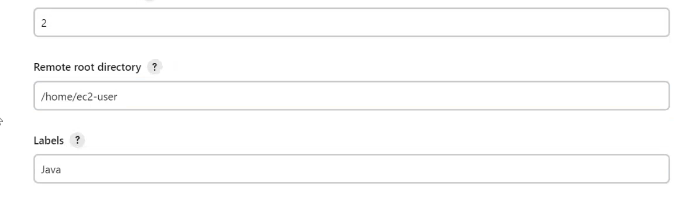 2
Remote root directory ?
/home/ec2-user
Labels ?
Java